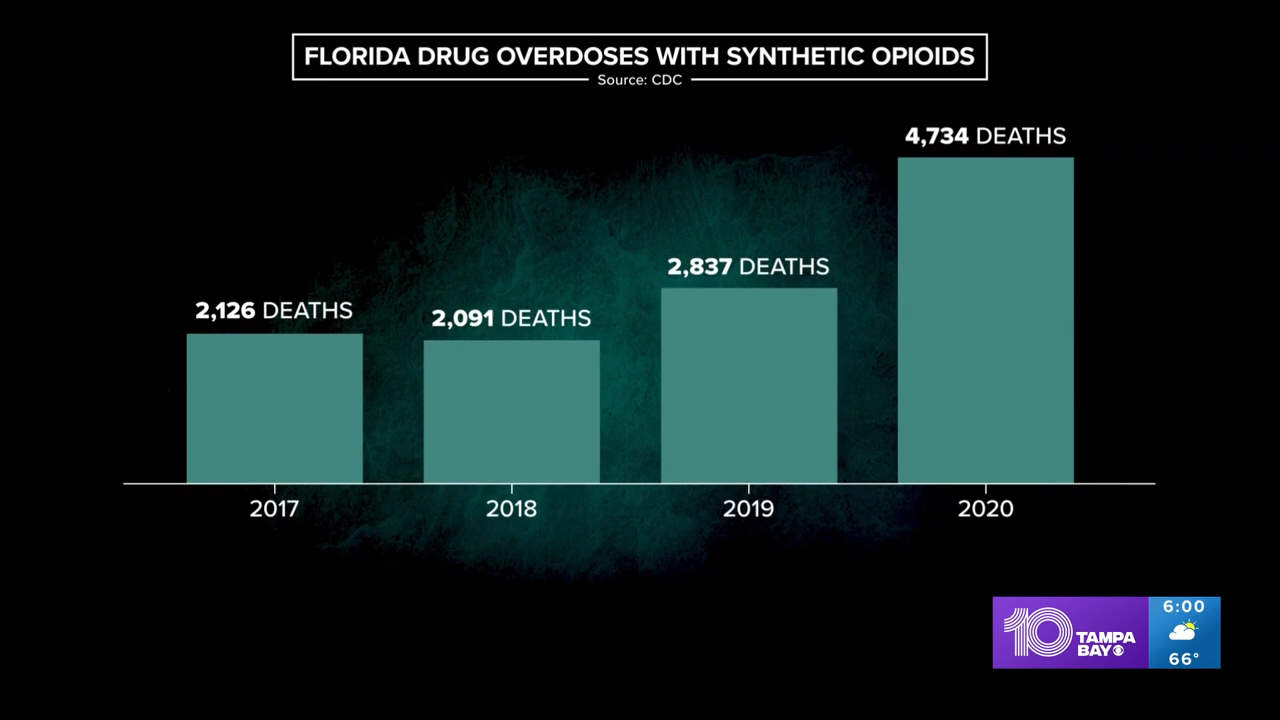 FLORIDA DRUG OVERDOSES WITH SYNTHETIC OPIOIDS
Source: CDC
4,734 DEATHS
2,837 DEATHS
2,126 DEATHS
2,091 DEATHS
2017 2018 2019 2020
10 TAMPA BAY
6:00
66°